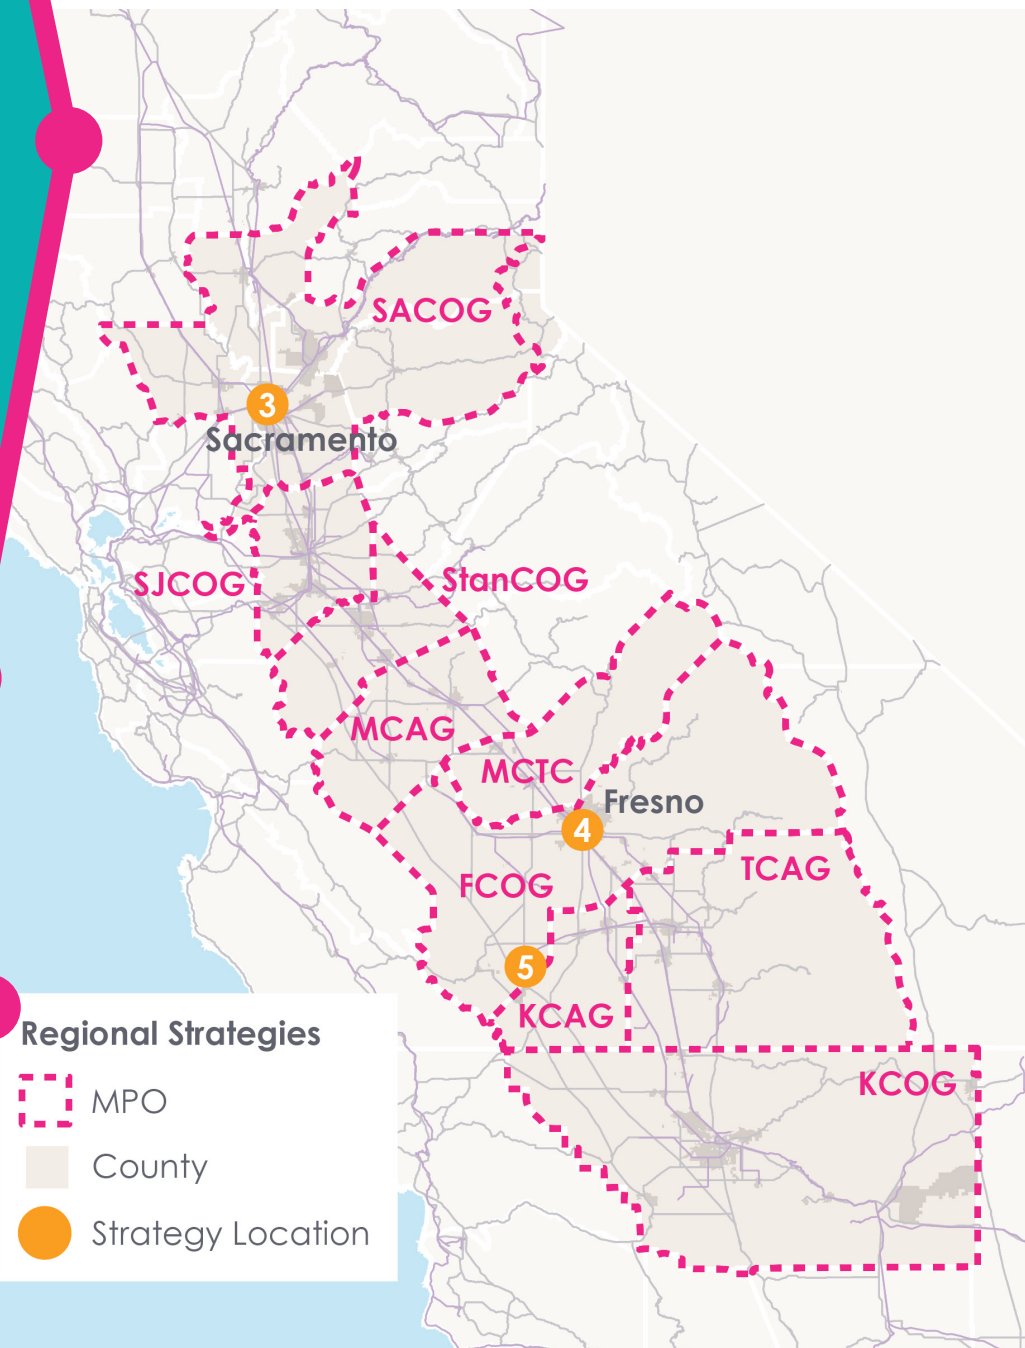 SACOG
3
Sacramento
SJCOG
StanCOG
MCAG
MCTC
Fresno
4
TCAG
FCOG
5
KCAG
KCOG
Regional Strategies
MPO
County
Strategy Location